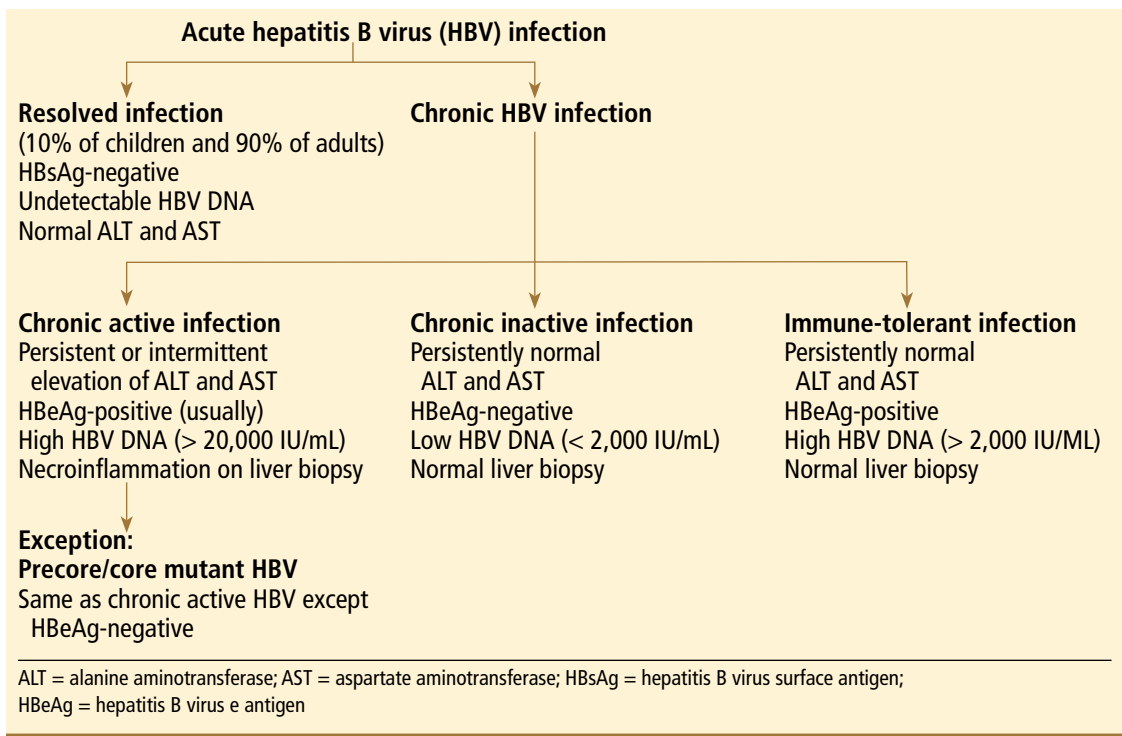 Acute hepatitis B virus (HBV) infection
Resolved infection
(10% of children and 90% of adults)
HBsAg-negative
Undetectable HBV DNA
Normal ALT and AST
Chronic HBV infection
Chronic active infection
Persistent or intermittent
elevation of ALT and AST
HBeAg-positive (usually)
High HBV DNA (> 20,000 IU/mL)
Necroinflammation on liver biopsy
Chronic inactive infection
Persistently normal
ALT and AST
HBeAg-negative
Low HBV DNA (< 2,000 IU/mL)
Normal liver biopsy
Immune-tolerant infection
Persistently normal
ALT and AST
HBeAg-positive
High HBV DNA (> 2,000 IU/ML)
Normal liver biopsy
Exception:
Precore/core mutant HBV
Same as chronic active HBV except
HBeAg-negative
ALT = alanine aminotransferase; AST = aspartate aminotransferase; HBsAg = hepatitis B virus surface antigen;
HBeAg = hepatitis B virus e antigen